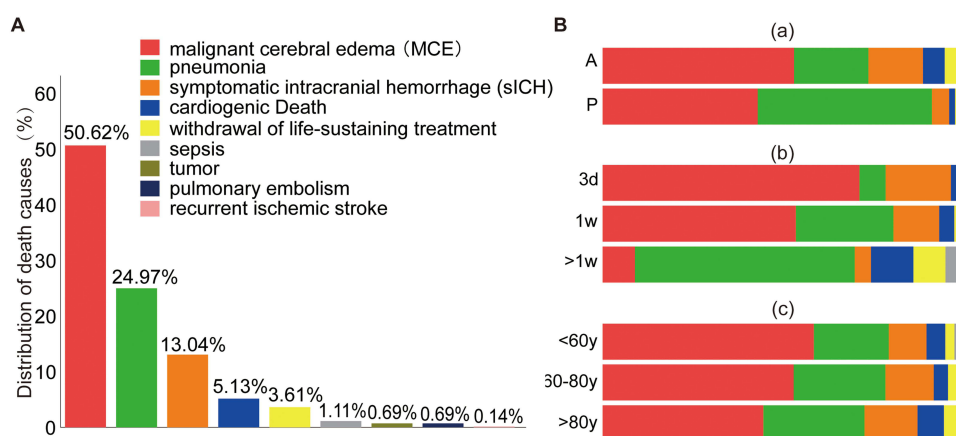 A
malignant cerebral edema（MCE）
pneumonia
symptomatic intracranial hemorrhage (sICH)
cardiogenic Death
withdrawal of life-sustaining treatment
sepsis
tumor
pulmonary embolism
recurrent ischemic stroke
Distribution of death causes （%）
60
50
40
30
20
10
0
50.62%
24.97%
13.04%
5.13%
3.61%
1.11%
0.69%
0.69%
0.14%
B
(a)
A
P
(b)
3d
1w
>1w
(c)
<60y
60-80y
>80y